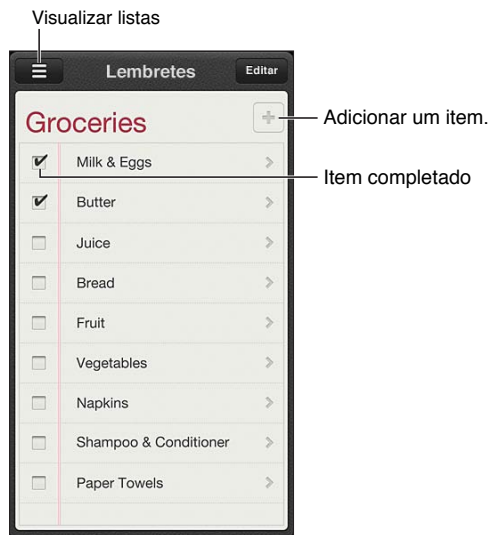 Visualizar listas
Lembretes
Editar
Groceries
Adicionar um item.
Milk & Eggs
Item completado
Butter
Juice
Bread
Fruit
Vegetables
Napkins
Shampoo & Conditioner
Paper Towels